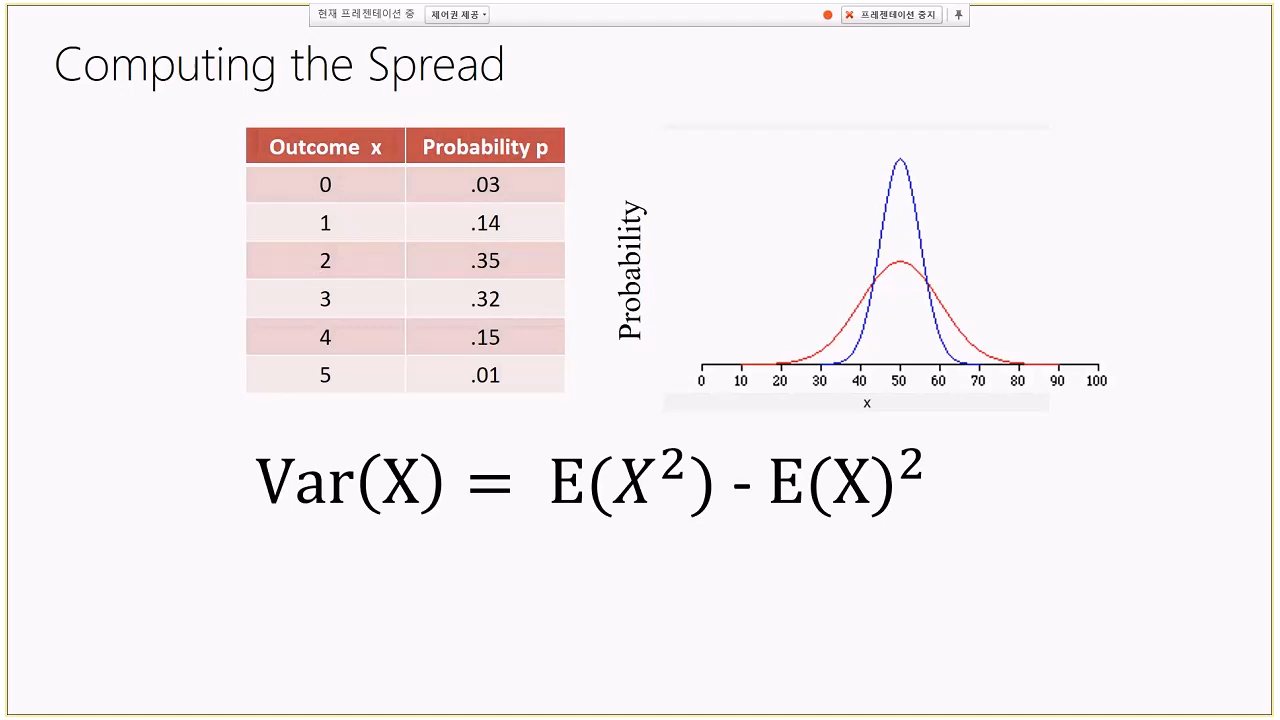 현재 프레젠테이션 중 제어권 제공 프레젠테이션 중지
Computing the Spread
Outcome x Probability p
0 .03
1 .14
2 .35
3 .32
4 .15
5 .01
Probability
0 10 20 30 40 50 60 70 80 90 100
x
Var(X) = E(X²) - E(X)²